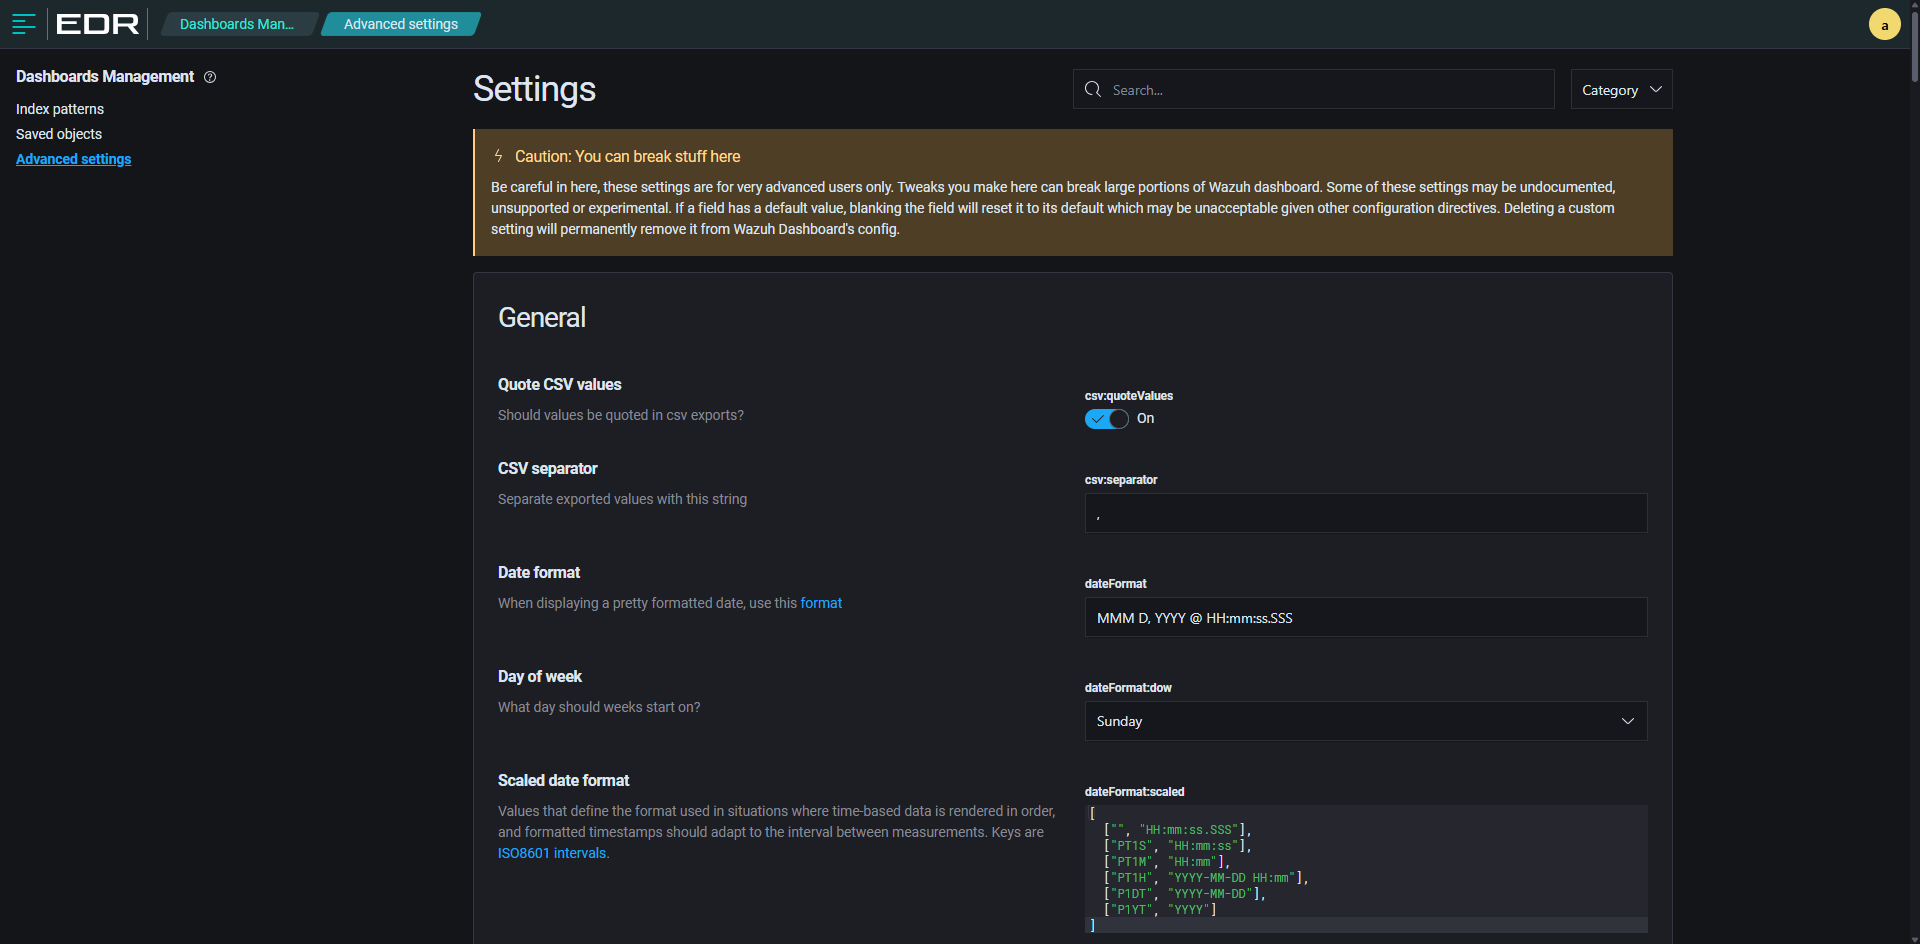 EDR
Dashboards Man...
Advanced settings
a
Dashboards Management
Index patterns
Saved objects
Advanced settings
Settings
Search...
Category
Caution: You can break stuff here
Be careful in here, these settings are for very advanced users only. Tweaks you make here can break large portions of Wazuh dashboard. Some of these settings may be undocumented,
unsupported or experimental. If a field has a default value, blanking the field will reset it to its default which may be unacceptable given other configuration directives. Deleting a custom
setting will permanently remove it from Wazuh Dashboard's config.
General
Quote CSV values
Should values be quoted in csv exports?
csv:quoteValues
On
CSV separator
Separate exported values with this string
csv:separator
,
Date format
When displaying a pretty formatted date, use this format
dateFormat
MMM D, YYYY @ HH:mm:ss.SSS
Day of week
What day should weeks start on?
dateFormat:dow
Sunday
Scaled date format
Values that define the format used in situations where time-based data is rendered in order,
and formatted timestamps should adapt to the interval between measurements. Keys are
ISO8601 intervals.
dateFormat:scaled
[
["", "HH:mm:ss.SSS"],
["PT1S", "HH:mm:ss"],
["PT1M", "HH:mm"],
["PT1H", "YYYY-MM-DD HH:mm"],
["P1DT", "YYYY-MM-DD"],
["P1YT", "YYYY"]
]